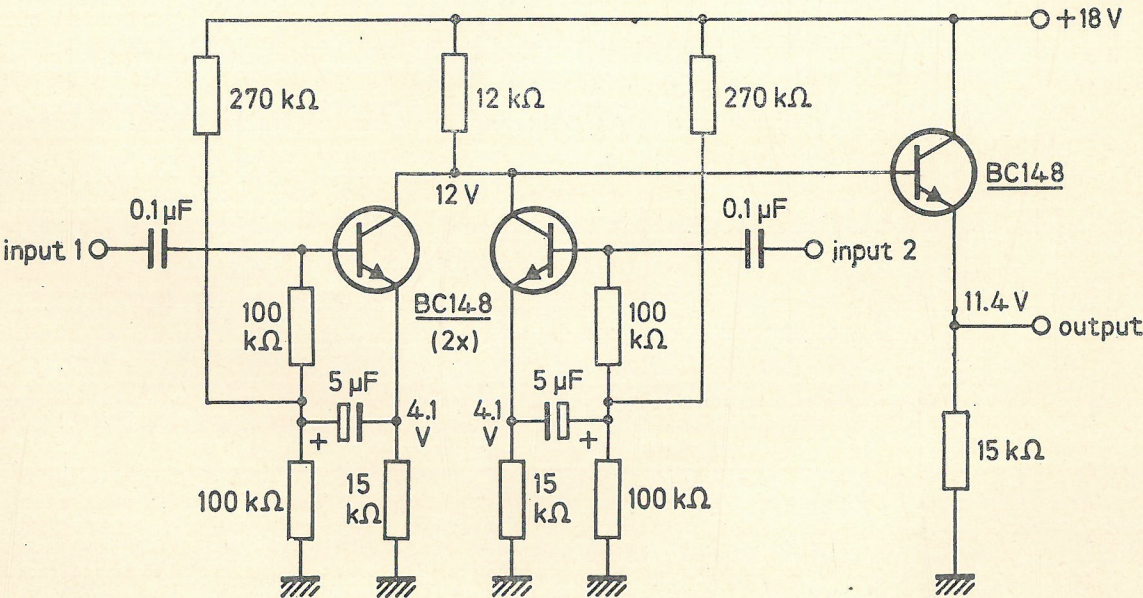 +18 V
270 kΩ
12 kΩ
270 kΩ
BC148
12 V
0.1 µF
0.1 µF
input 1
input 2
BC148
(2x)
100
kΩ
100
kΩ
11.4 V
output
5 µF
5 µF
4.1
V
4.1
V
+
+
15 kΩ
100 kΩ
15
kΩ
15
kΩ
100 kΩ